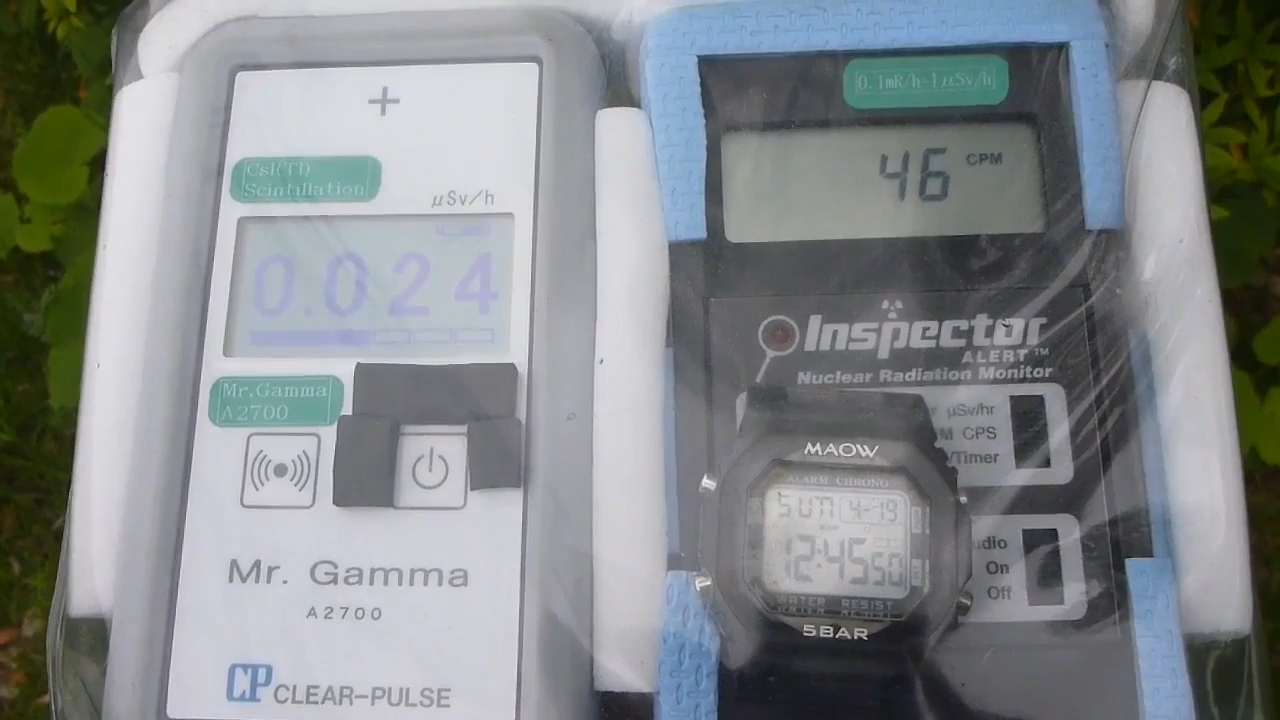 +
CsI(Tl)
Scintillation
μSv/h
0.024
Mr.Gamma
A2700
Mr. Gamma
A2700
CP CLEAR-PULSE
0.1mR/h=1μSv/h
46 CPM
Inspector
ALERT™
Nuclear Radiation Monitor
μSv/hr
CPS
/Timer
On
Off
MAOW
ALARM CHRONO
SUN 4-19
12:45 50
WATER RESIST
5BAR